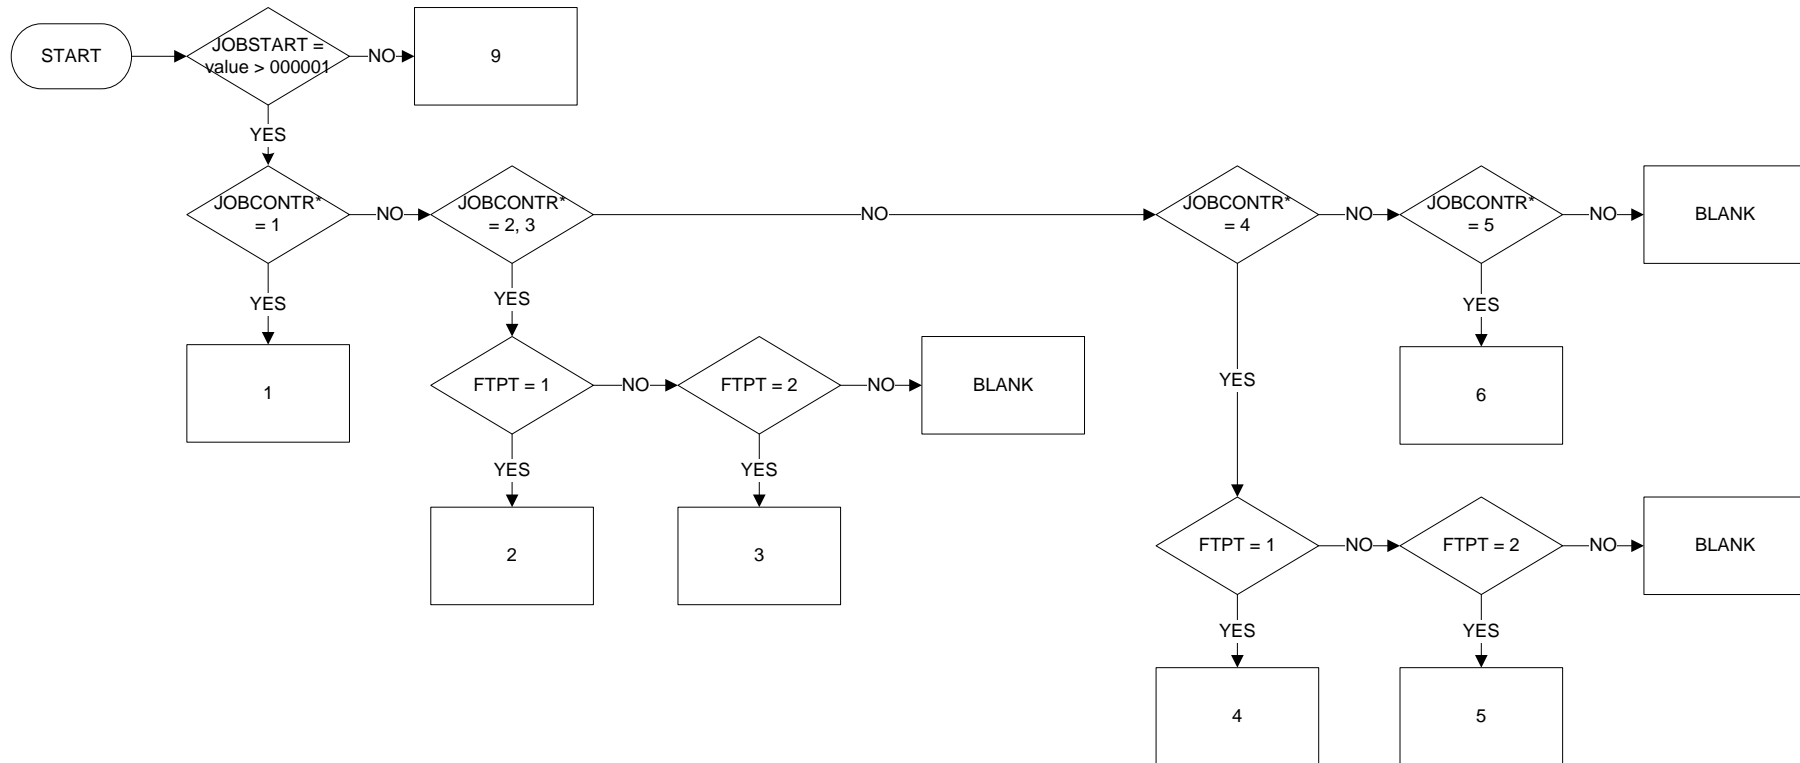 START
JOBSTART =
value > 000001
NO
9
YES
JOBCONTR*
= 1
NO
JOBCONTR*
= 2, 3
NO
JOBCONTR*
= 4
NO
JOBCONTR*
= 5
NO
BLANK
YES
YES
YES
YES
1
FTPT = 1
NO
FTPT = 2
NO
BLANK
6
YES
YES
2
3
FTPT = 1
NO
FTPT = 2
NO
BLANK
YES
YES
4
5